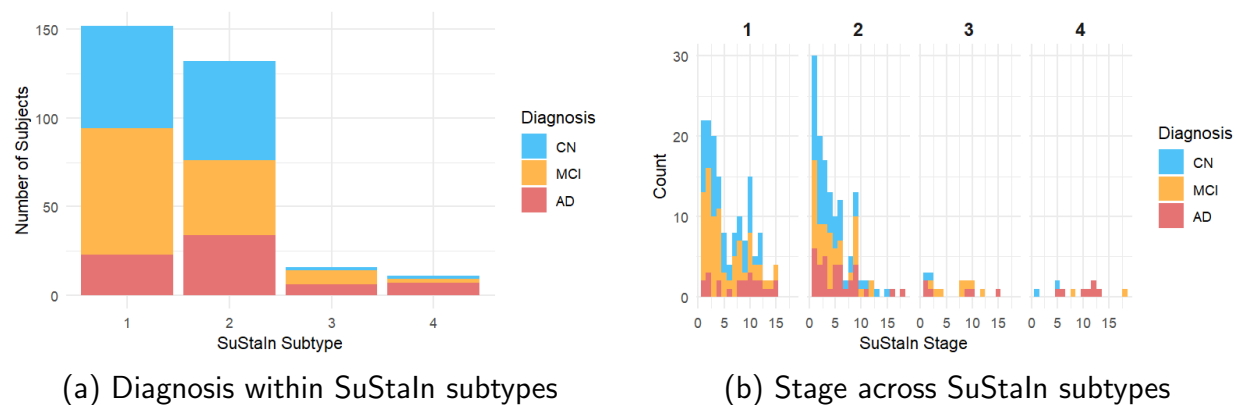 150
100
50
0
Number of Subjects
1 2 3 4
SuStaIn Subtype
Diagnosis
CN
MCI
AD
(a) Diagnosis within SuStaIn subtypes
1 2 3 4
30
20
10
0
Count
0 5 10 15 0 5 10 15 0 5 10 15 0 5 10 15
SuStaIn Stage
Diagnosis
CN
MCI
AD
(b) Stage across SuStaIn subtypes